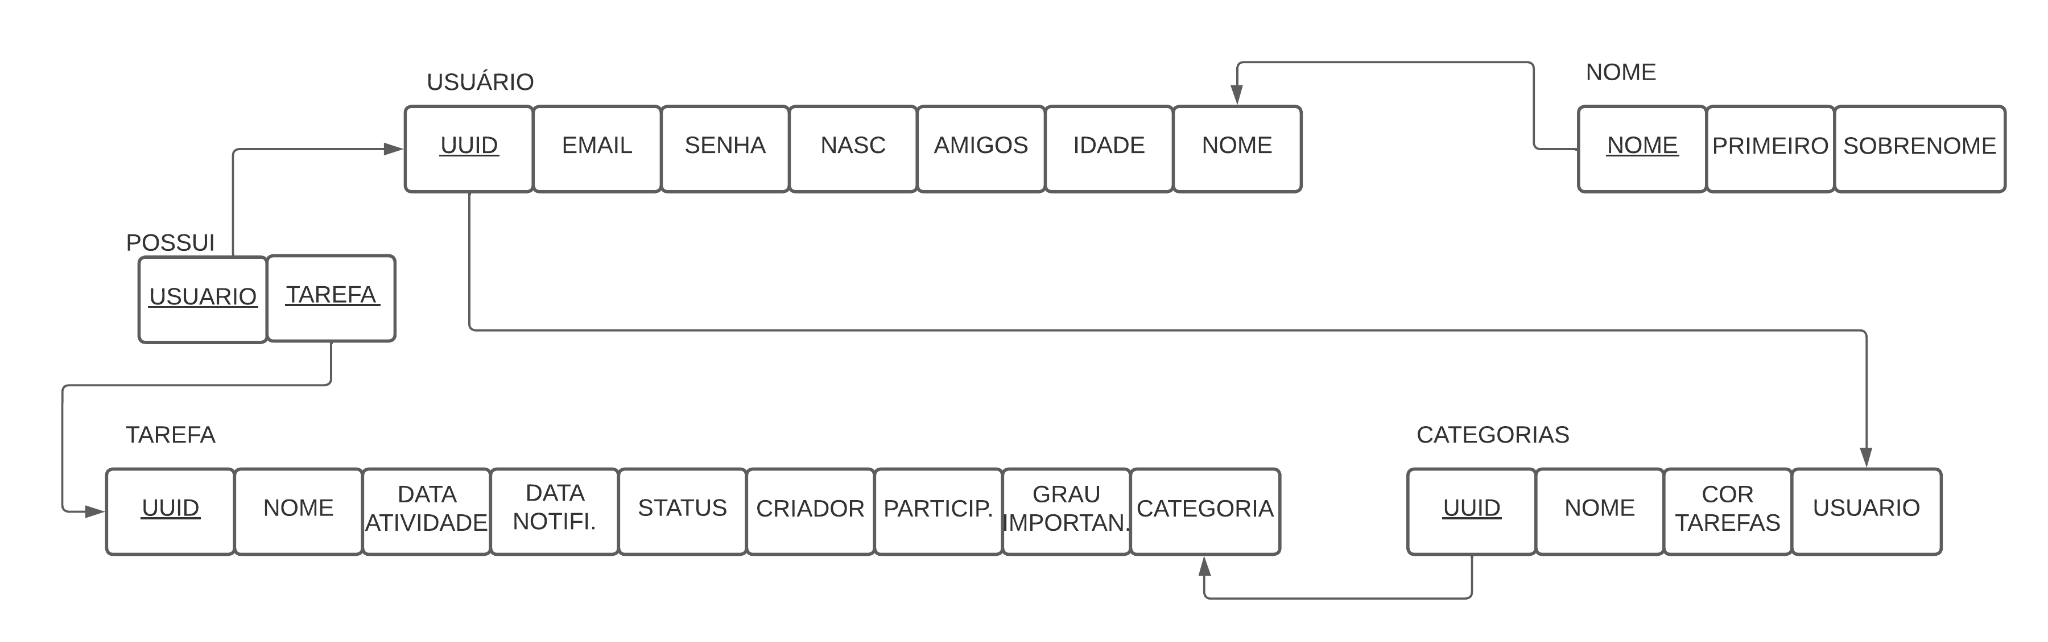 USUÁRIO
UUID
EMAIL
SENHA
NASC
AMIGOS
IDADE
NOME
NOME
NOME
PRIMEIRO
SOBRENOME
POSSUI
USUARIO
TAREFA
TAREFA
UUID
NOME
DATA
ATIVIDADE
DATA
NOTIFI.
STATUS
CRIADOR
PARTICIP.
GRAU
IMPORTAN.
CATEGORIA
CATEGORIAS
UUID
NOME
COR
TAREFAS
USUARIO